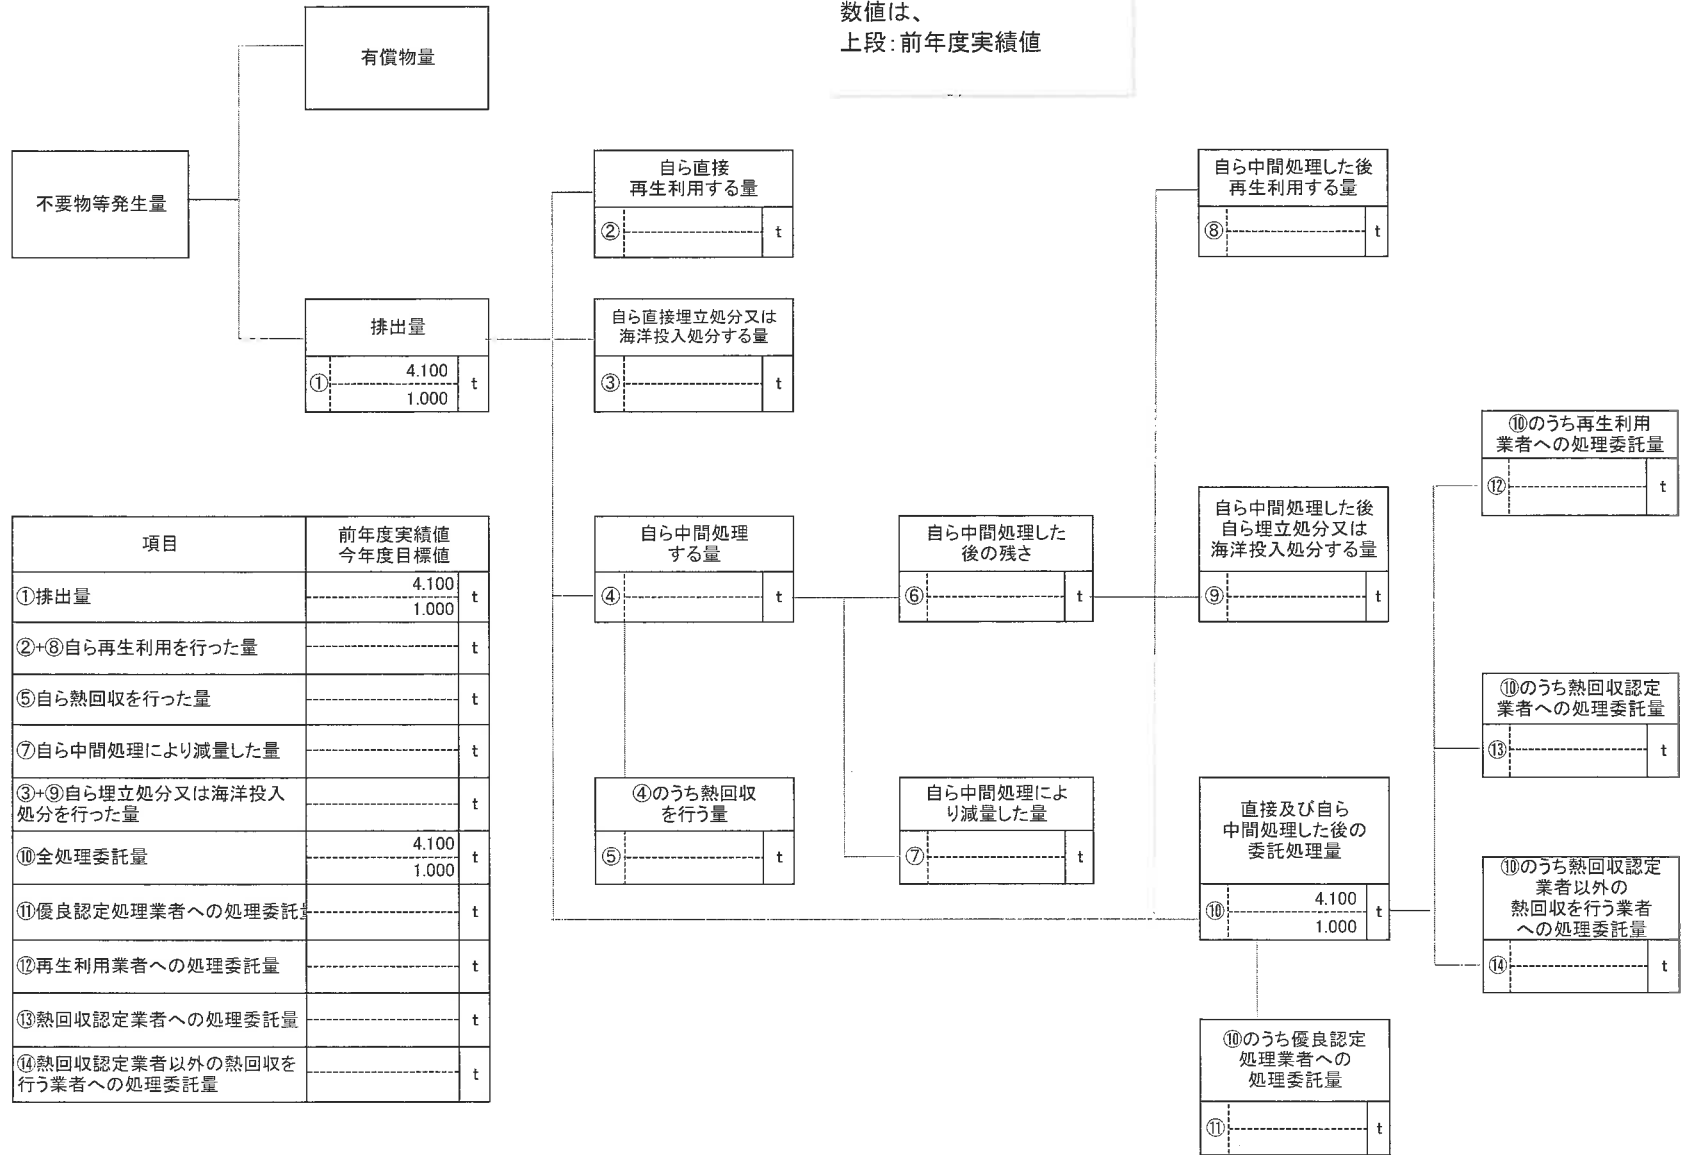 数値は、
上段：前年度実績値
有償物量
不要物等発生量
排出量
① 4.100 t
1.000
自ら直接
再生利用する量
② t
自ら直接埋立処分又は
海洋投入処分する量
③ t
自ら中間処理
する量
④ t
④のうち熱回収
を行う量
⑤ t
自ら中間処理した
後の残さ
⑥ t
自ら中間処理によ
り減量した量
⑦ t
自ら中間処理した後
再生利用する量
⑧ t
自ら中間処理した後
自ら埋立処分又は
海洋投入処分する量
⑨ t
直接及び自ら
中間処理した後の
委託処理量
⑩ 4.100 t
1.000
⑩のうち優良認定
処理業者への
処理委託量
⑪ t
⑩のうち再生利用
業者への処理委託量
⑫ t
⑩のうち熱回収認定
業者への処理委託量
⑬ t
⑩のうち熱回収認定
業者以外の
熱回収を行う業者
への処理委託量
⑭ t
項目 前年度実績値
今年度目標値
①排出量 4.100 t
1.000
②+⑧自ら再生利用を行った量 t
⑤自ら熱回収を行った量 t
⑦自ら中間処理により減量した量 t
③+⑨自ら埋立処分又は海洋投入
処分を行った量 t
⑩全処理委託量 4.100 t
1.000
⑪優良認定処理業者への処理委託 t
⑫再生利用業者への処理委託量 t
⑬熱回収認定業者への処理委託量 t
⑭熱回収認定業者以外の熱回収を
行う業者への処理委託量 t